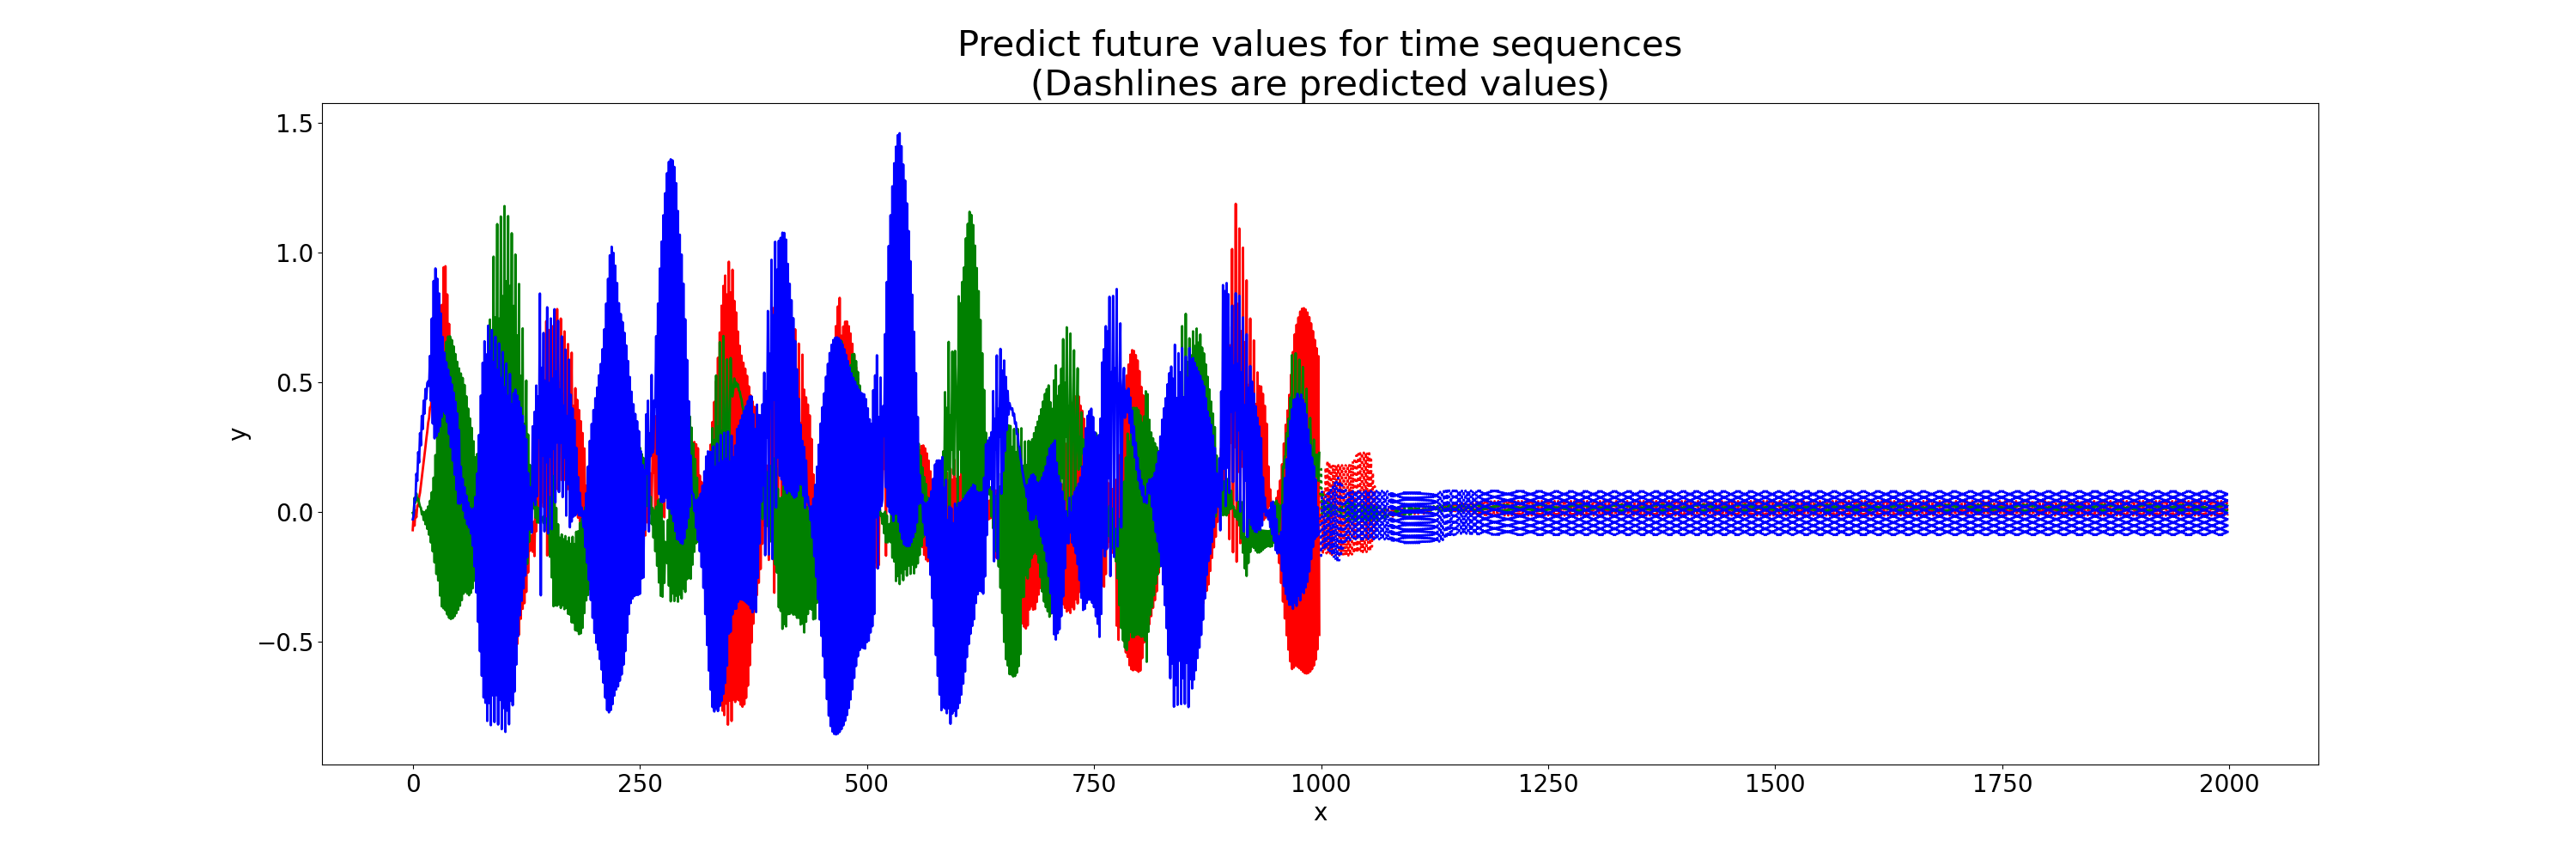 Predict future values for time sequences
(Dashlines are predicted values)
1.5
1.0
0.5
0.0
−0.5
y
0 250 500 750 1000 1250 1500 1750 2000
x